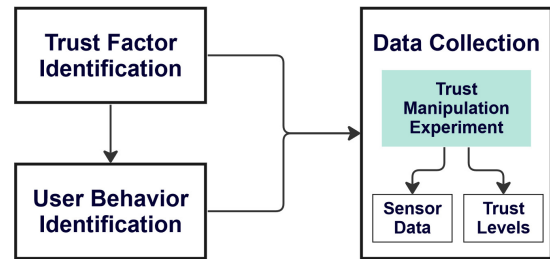 Trust Factor
Identification
User Behavior
Identification
Data Collection
Trust
Manipulation
Experiment
Sensor
Data
Trust
Levels